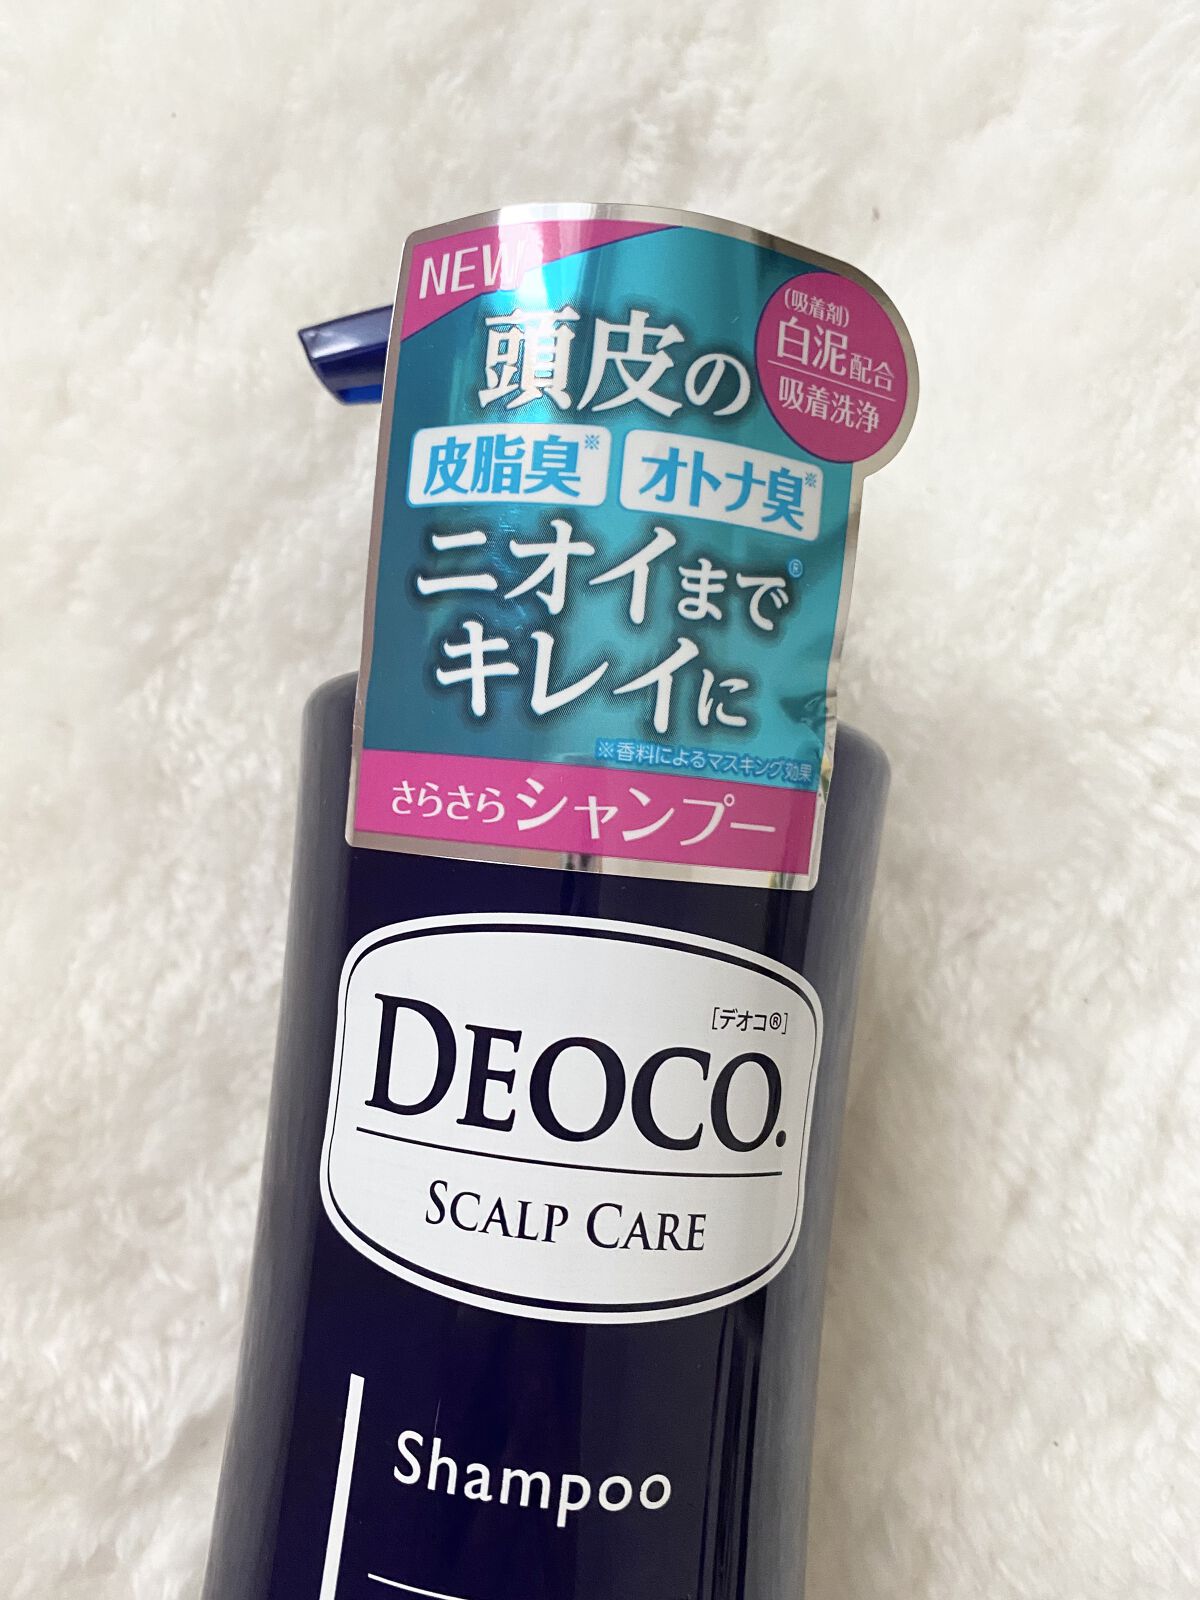 NEW
(吸着剤)
白泥配合
吸着洗浄
頭皮の
皮脂臭※ オトナ臭※
ニオイまで®
キレイに
※香料によるマスキング効果
さらさらシャンプー
[デオコ®]
DEOCO.
SCALP CARE
Shampoo